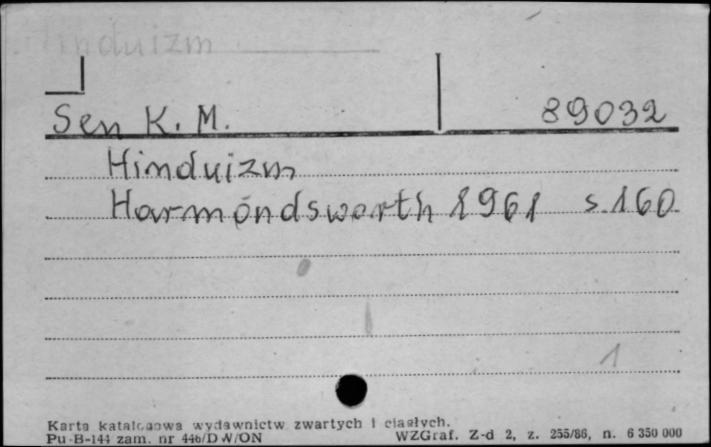 Hinduizm
Sen K. M. 89032
Hinduizm
Harmondsworth 1961 s. 160
1
Karta katalogowa wydawnictw zwartych i ciągłych.
Pu-B-144 zam. nr 446/DW/ON WZGraf. Z-d 2, z. 255/86, n. 6 350 000